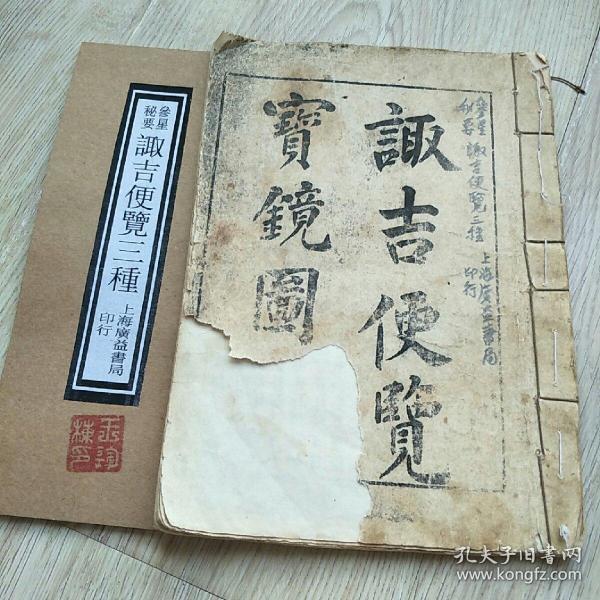 參星
秘要
諏吉便覽三種
上海廣益書局
印行
諏吉便覽
寶鏡圖
參星
秘要
諏吉便覽三種
上海廣益書局
印行
孔夫子旧书网
www.kongfz.com